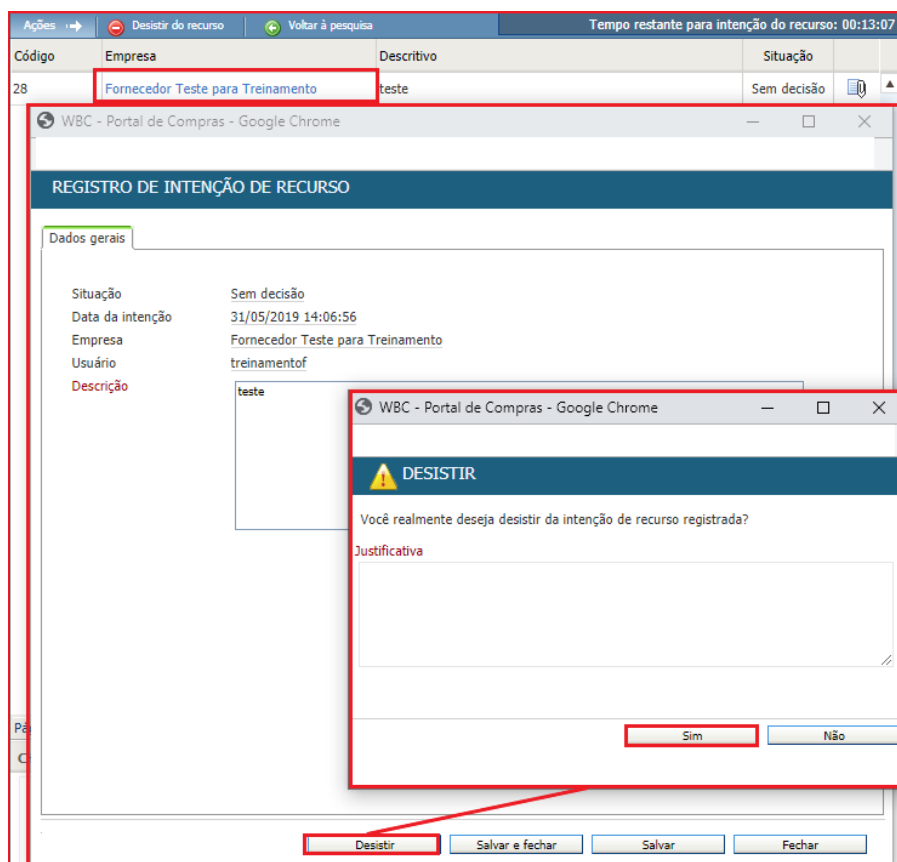 Ações Desistir do recurso Voltar à pesquisa Tempo restante para intenção do recurso: 00:13:07
Código Empresa Descritivo Situação
28 Fornecedor Teste para Treinamento teste Sem decisão
WBC - Portal de Compras - Google Chrome
REGISTRO DE INTENÇÃO DE RECURSO
Dados gerais
Situação Sem decisão
Data da intenção 31/05/2019 14:06:56
Empresa Fornecedor Teste para Treinamento
Usuário treinamentof
Descrição teste
WBC - Portal de Compras - Google Chrome
DESISTIR
Você realmente deseja desistir da intenção de recurso registrada?
Justificativa
Sim Não
Desistir Salvar e fechar Salvar Fechar